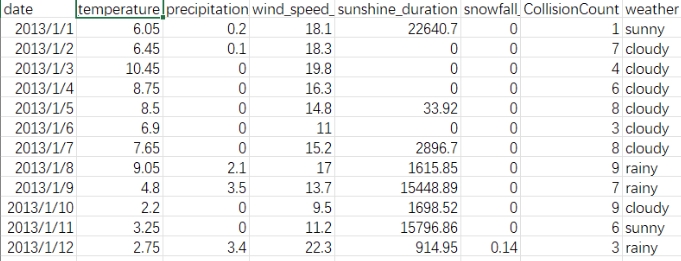 date temperature precipitation wind_speed_ sunshine_duration snowfall_ CollisionCount weather
2013/1/1 6.05 0.2 18.1 22640.7 0 1 sunny
2013/1/2 6.45 0.1 18.3 0 0 7 cloudy
2013/1/3 10.45 0 19.8 0 0 4 cloudy
2013/1/4 8.75 0 16.3 0 0 6 cloudy
2013/1/5 8.5 0 14.8 33.92 0 8 cloudy
2013/1/6 6.9 0 11 0 0 3 cloudy
2013/1/7 7.65 0 15.2 2896.7 0 8 cloudy
2013/1/8 9.05 2.1 17 1615.85 0 9 rainy
2013/1/9 4.8 3.5 13.7 15448.89 0 7 rainy
2013/1/10 2.2 0 9.5 1698.52 0 9 cloudy
2013/1/11 3.25 0 11.2 15796.86 0 6 sunny
2013/1/12 2.75 3.4 22.3 914.95 0.14 3 rainy